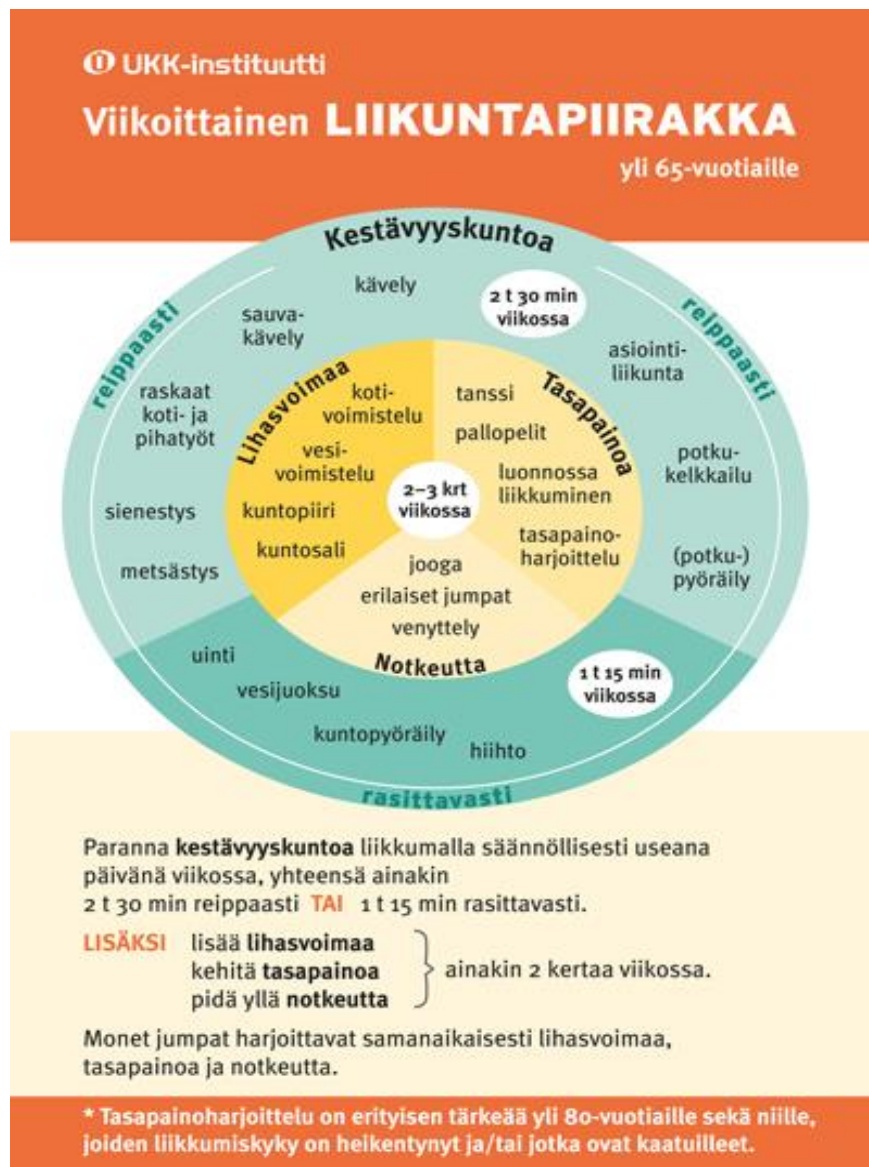 UKK-instituutti
Viikoittainen LIIKUNTAPIIRAKKA
yli 65-vuotiaille
Kestävyyskuntoa
reippaasti
reippaasti
kävely
2 t 30 min
viikossa
sauva-
kävely
asiointi-
liikunta
raskaat
koti- ja
pihatyöt
potku-
kelkkailu
sienestys
metsästys
(potku-)
pyöräily
Lihasvoimaa
koti-
voimistelu
vesi-
voimistelu
kuntopiiri
kuntosali
Tasapainoa
tanssi
pallopelit
luonnossa
liikkuminen
tasapaino-
harjoittelu
2–3 krt
viikossa
jooga
erilaiset jumpat
venyttely
Notkeutta
uinti
vesijuoksu
kuntopyöräily
hiihto
1 t 15 min
viikossa
rasittavasti
Paranna kestävyyskuntoa liikkumalla säännöllisesti useana
päivänä viikossa, yhteensä ainakin
2 t 30 min reippaasti TAI 1 t 15 min rasittavasti.
LISÄKSI lisää lihasvoimaa
kehitä tasapainoa
pidä yllä notkeutta
ainakin 2 kertaa viikossa.
Monet jumpat harjoittavat samanaikaisesti lihasvoimaa,
tasapainoa ja notkeutta.
* Tasapainoharjoittelu on erityisen tärkeää yli 80-vuotiaille sekä niille,
joiden liikkumiskyky on heikentynyt ja/tai jotka ovat kaatuilleet.